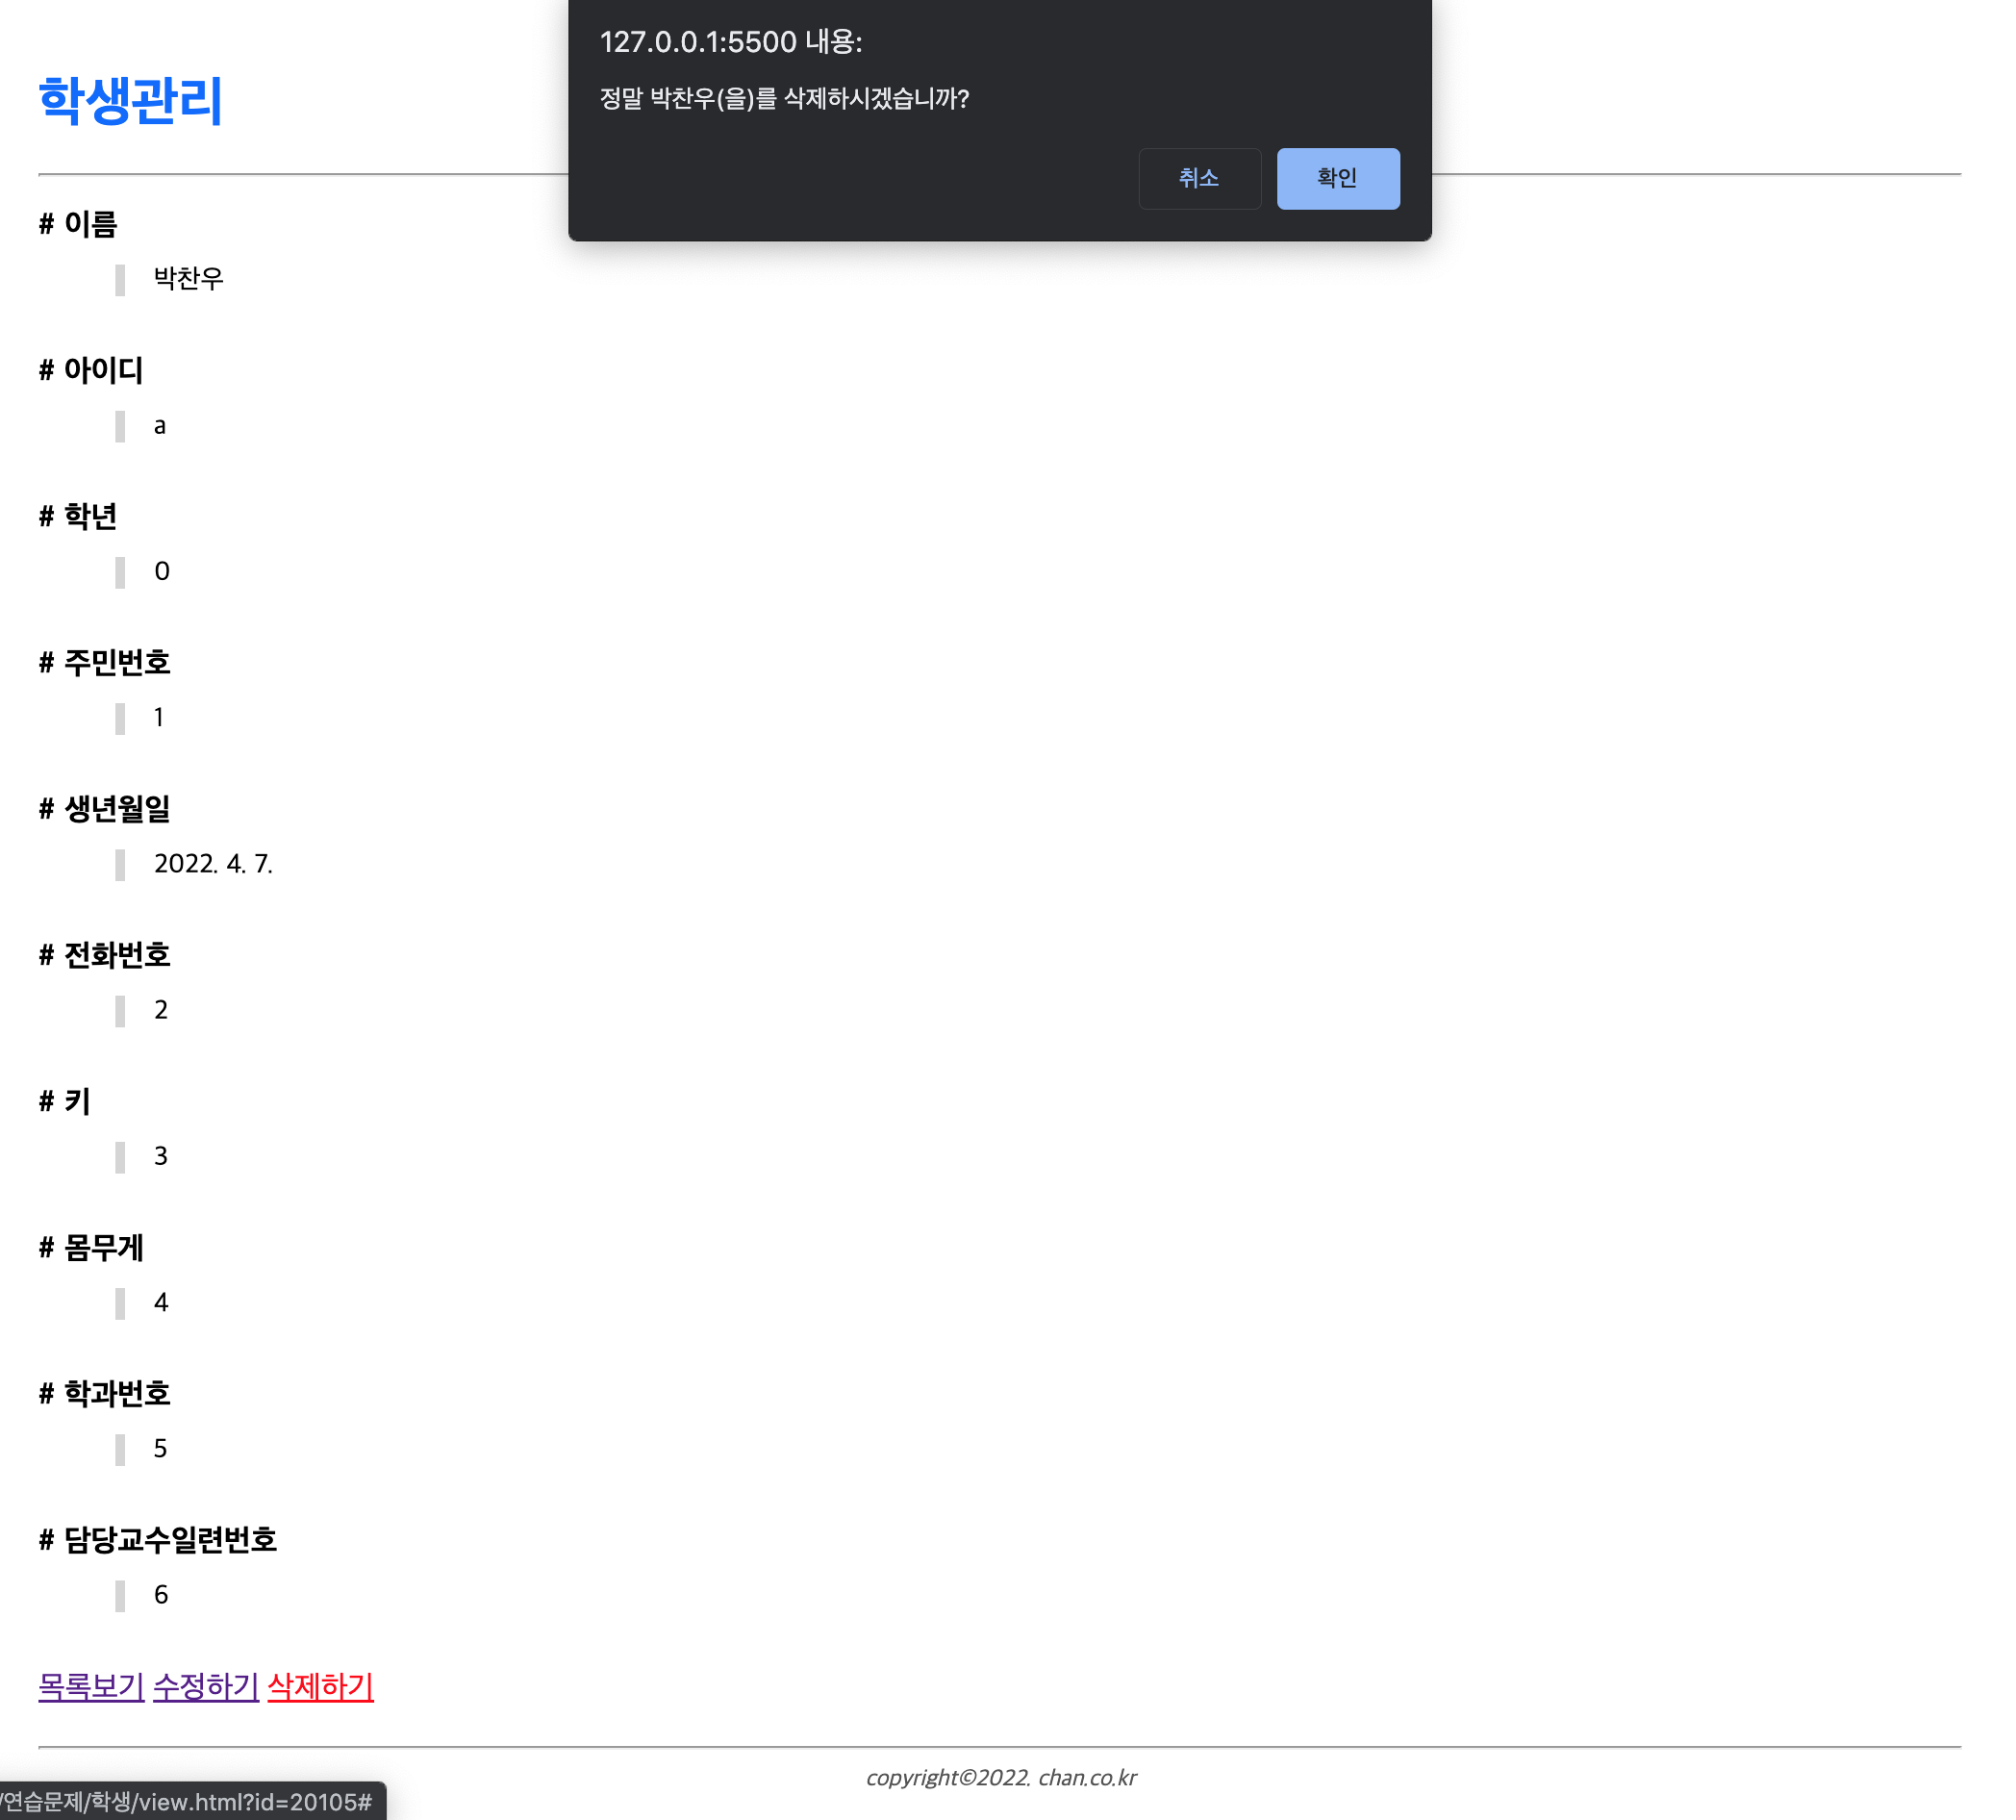 127.0.0.1:5500 내용:
정말 박찬우(을)를 삭제하시겠습니까?
취소 확인
학생관리
# 이름
박찬우
# 아이디
a
# 학년
0
# 주민번호
1
# 생년월일
2022. 4. 7.
# 전화번호
2
# 키
3
# 몸무게
4
# 학과번호
5
# 담당교수일련번호
6
목록보기 수정하기 삭제하기
copyright©2022. chan.co.kr
/연습문제/학생/view.html?id=20105#